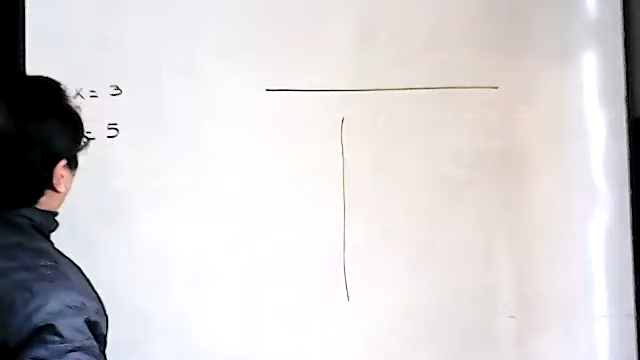 x = 3
= 5